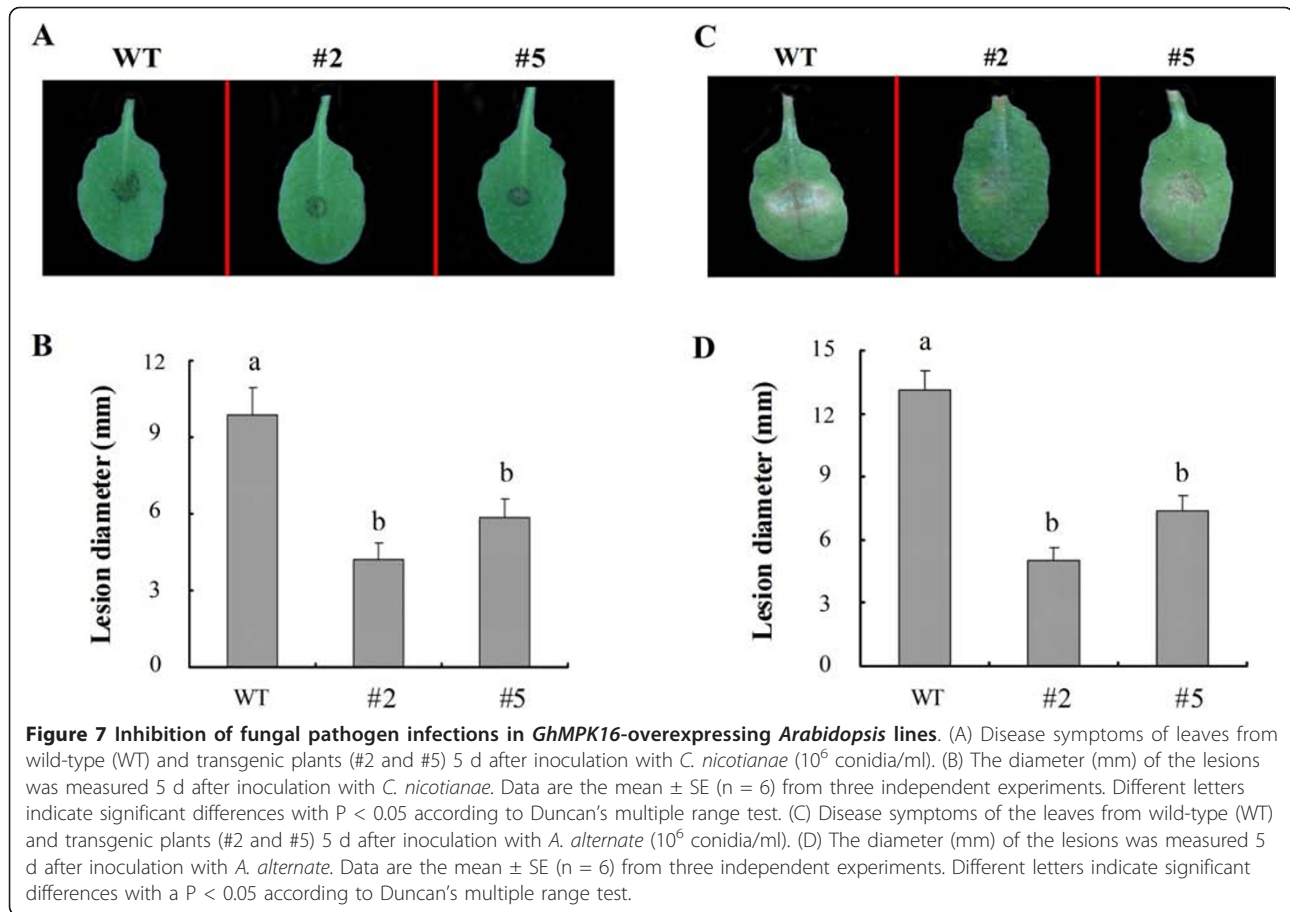 A
WT #2 #5
C
WT #2 #5
B
12
9
6
3
0
Lesion diameter (mm)
a
b
b
WT #2 #5
D
15
12
9
6
3
0
Lesion diameter (mm)
a
b
b
WT #2 #5
Figure 7 Inhibition of fungal pathogen infections in GhMPK16-overexpressing Arabidopsis lines. (A) Disease symptoms of leaves from
wild-type (WT) and transgenic plants (#2 and #5) 5 d after inoculation with C. nicotianae (10⁶ conidia/ml). (B) The diameter (mm) of the lesions
was measured 5 d after inoculation with C. nicotianae. Data are the mean ± SE (n = 6) from three independent experiments. Different letters
indicate significant differences with P < 0.05 according to Duncan's multiple range test. (C) Disease symptoms of the leaves from wild-type (WT)
and transgenic plants (#2 and #5) 5 d after inoculation with A. alternate (10⁶ conidia/ml). (D) The diameter (mm) of the lesions was measured 5
d after inoculation with A. alternate. Data are the mean ± SE (n = 6) from three independent experiments. Different letters indicate significant
differences with a P < 0.05 according to Duncan's multiple range test.